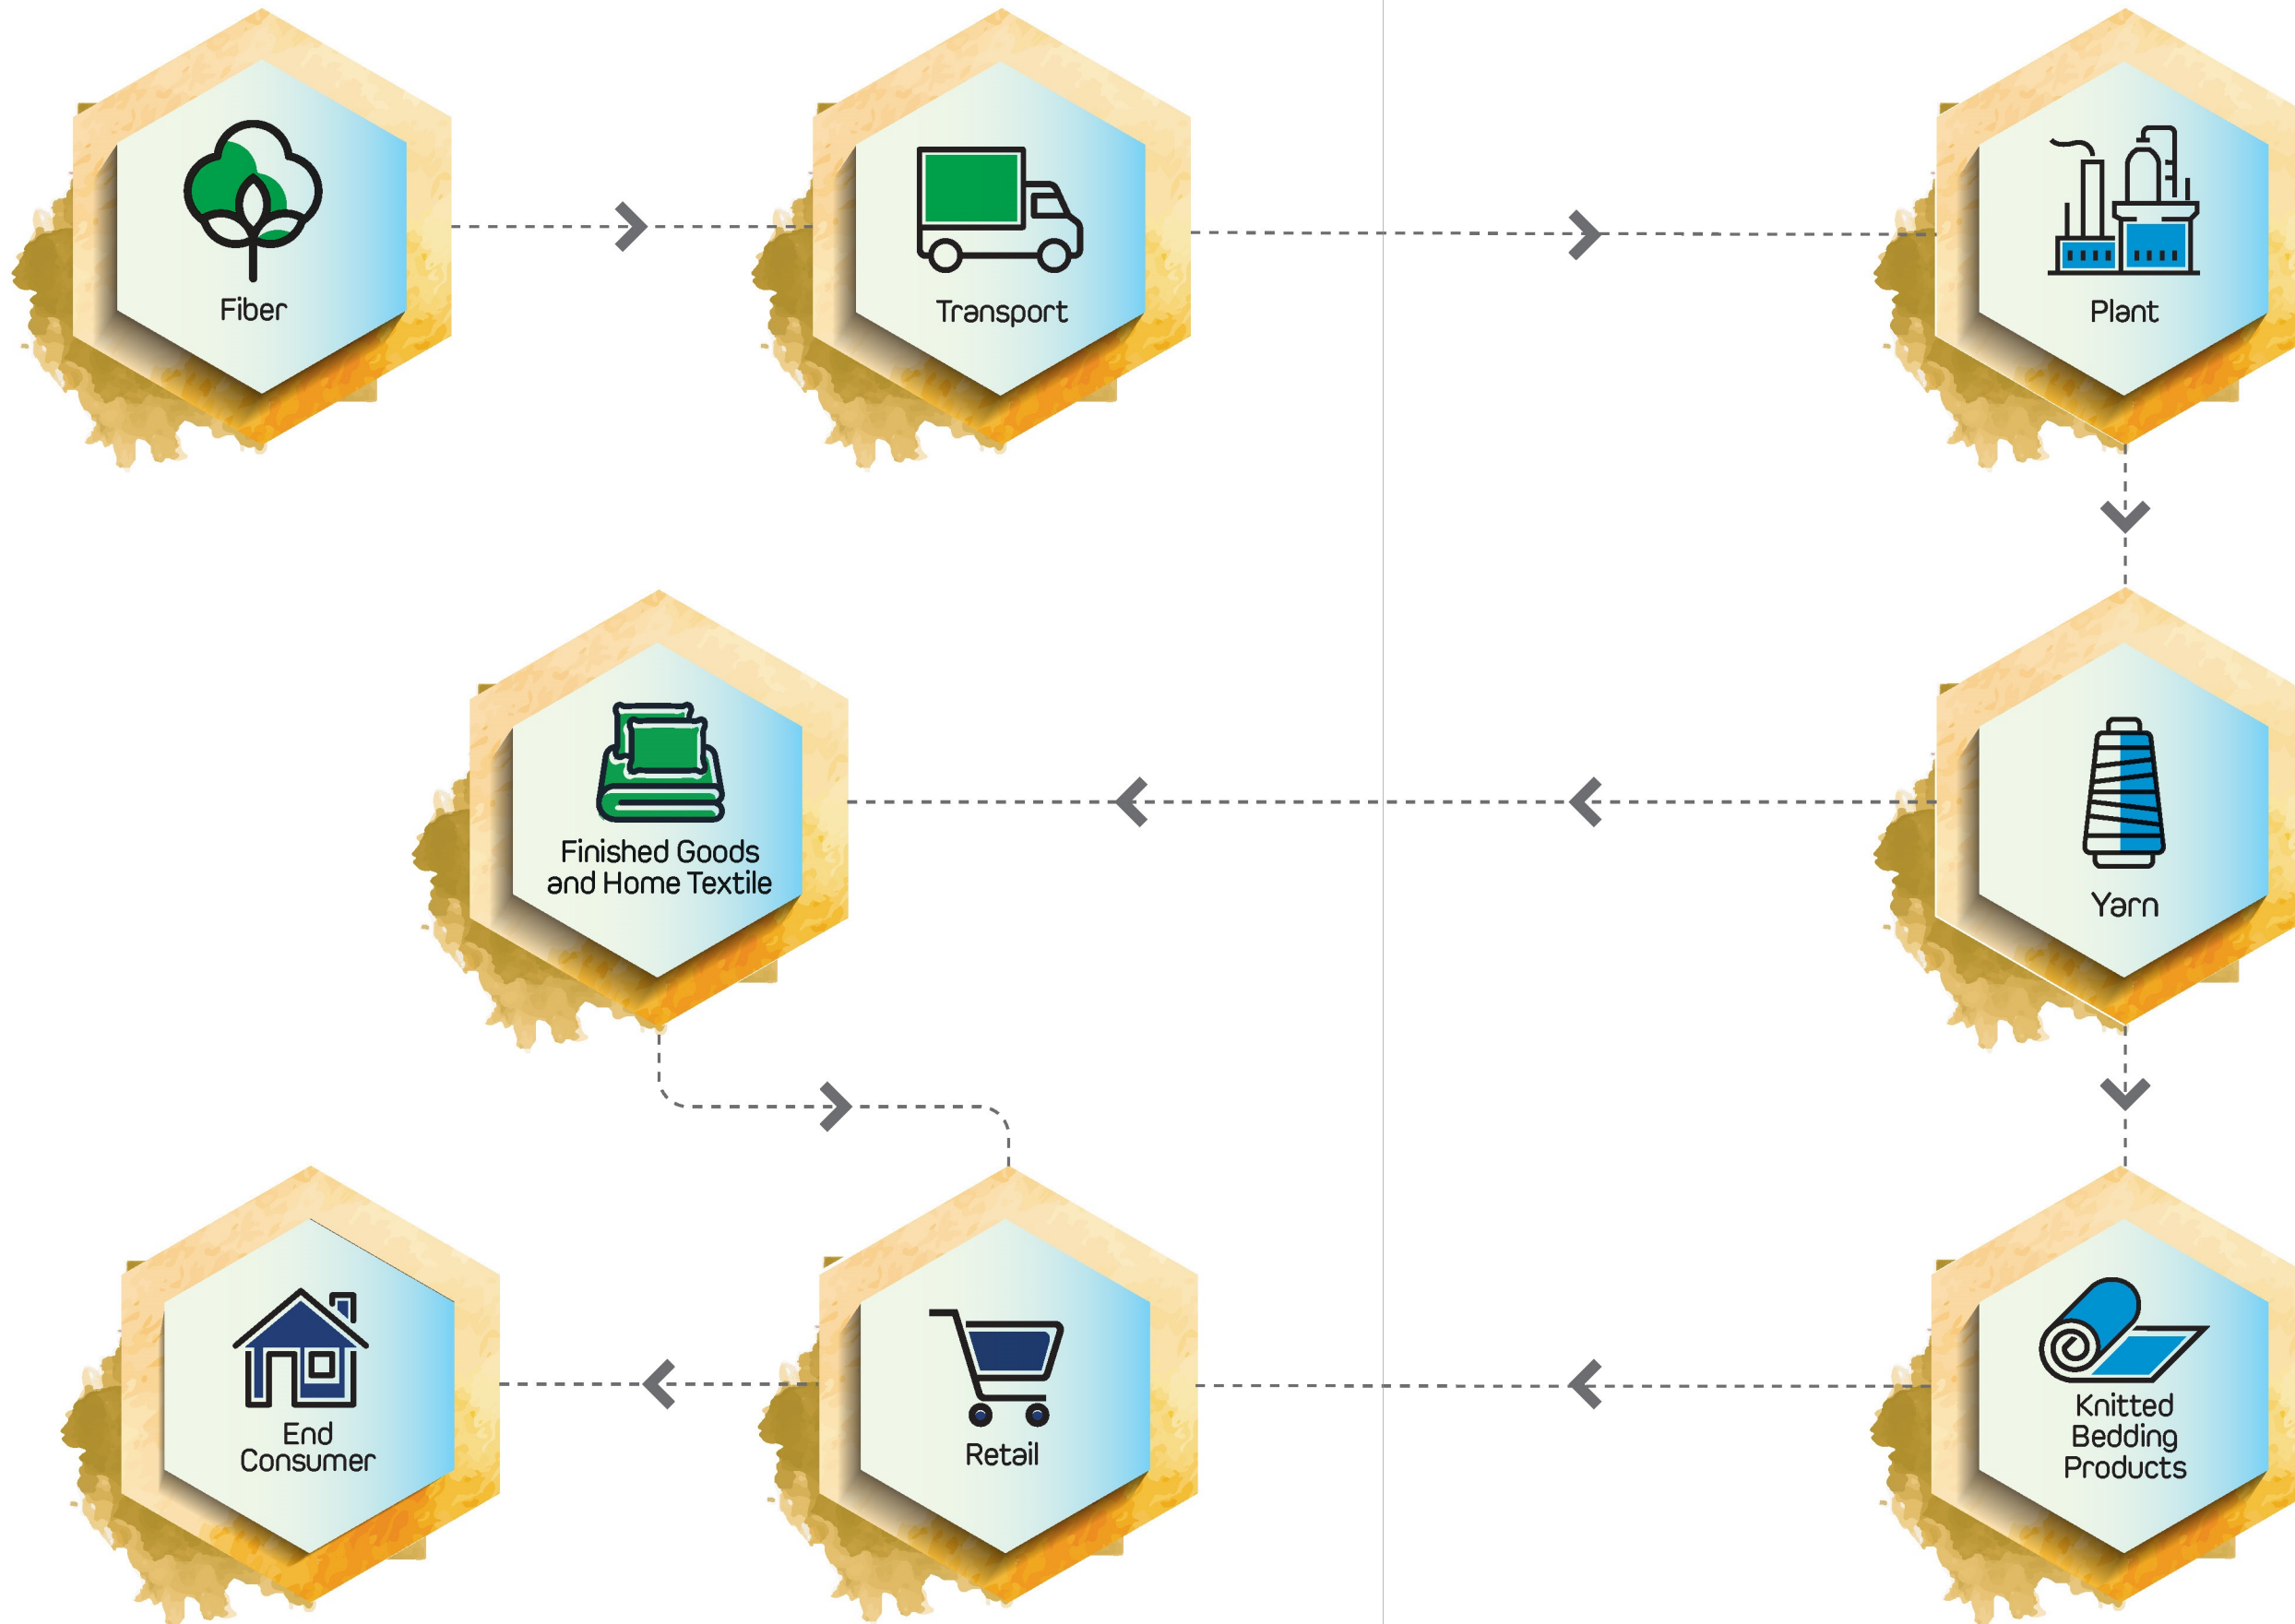 Fiber
Transport
Plant
Finished Goods
and Home Textile
Yarn
End
Consumer
Retail
Knitted
Bedding
Products